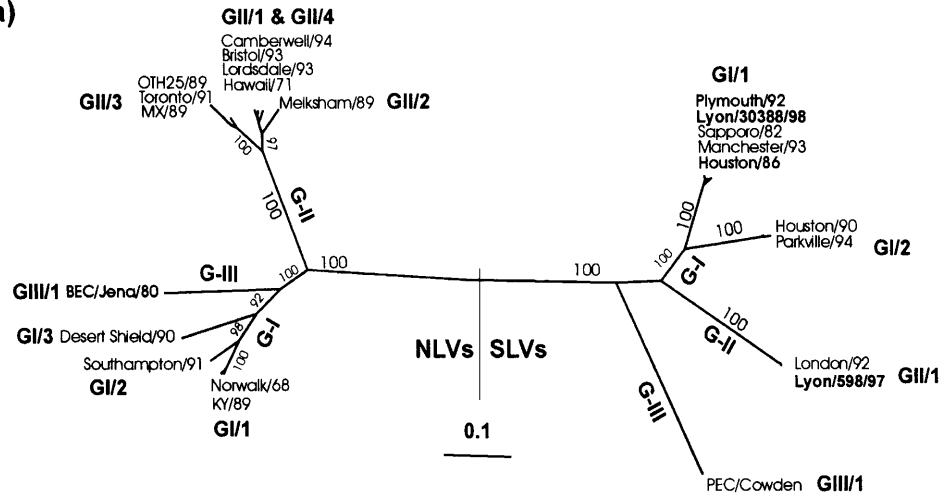 a)
GII/1 & GII/4
Camberwell/94
Bristol/93
Lordsdale/93
Hawaii/71
OTH25/89
Toronto/91
MX/89
GII/3
Melksham/89 GII/2
100
97
100
G-II
100
100
G-III
GIII/1 BEC/Jena/80
92
G-I
98
100
GI/3 Desert Shield/90
Southampton/91
GI/2
Norwalk/68
KY/89
GI/1
NLVs SLVs
0.1
GI/1
Plymouth/92
Lyon/30388/98
Sapporo/82
Manchester/93
Houston/86
100
100
Houston/90
Parkville/94
GI/2
100
100
G-I
100
G-II
London/92
Lyon/598/97 GII/1
G-III
PEC/Cowden GIII/1